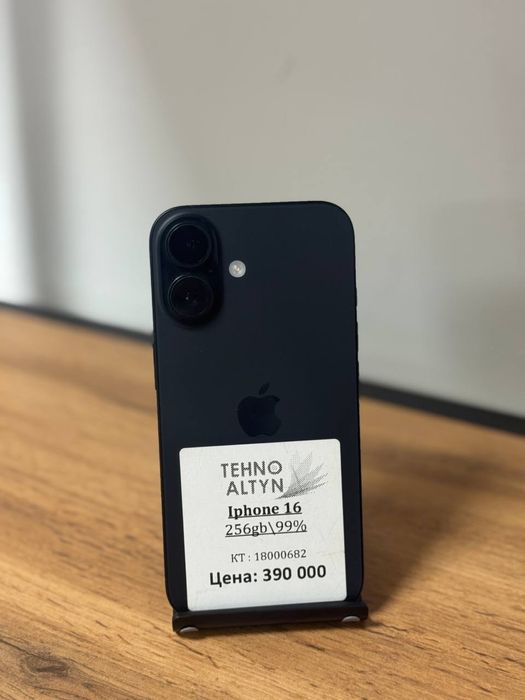 TEHNO
ALTYN
Iphone 16
256gb\99%
КТ : 18000682
Цена: 390 000